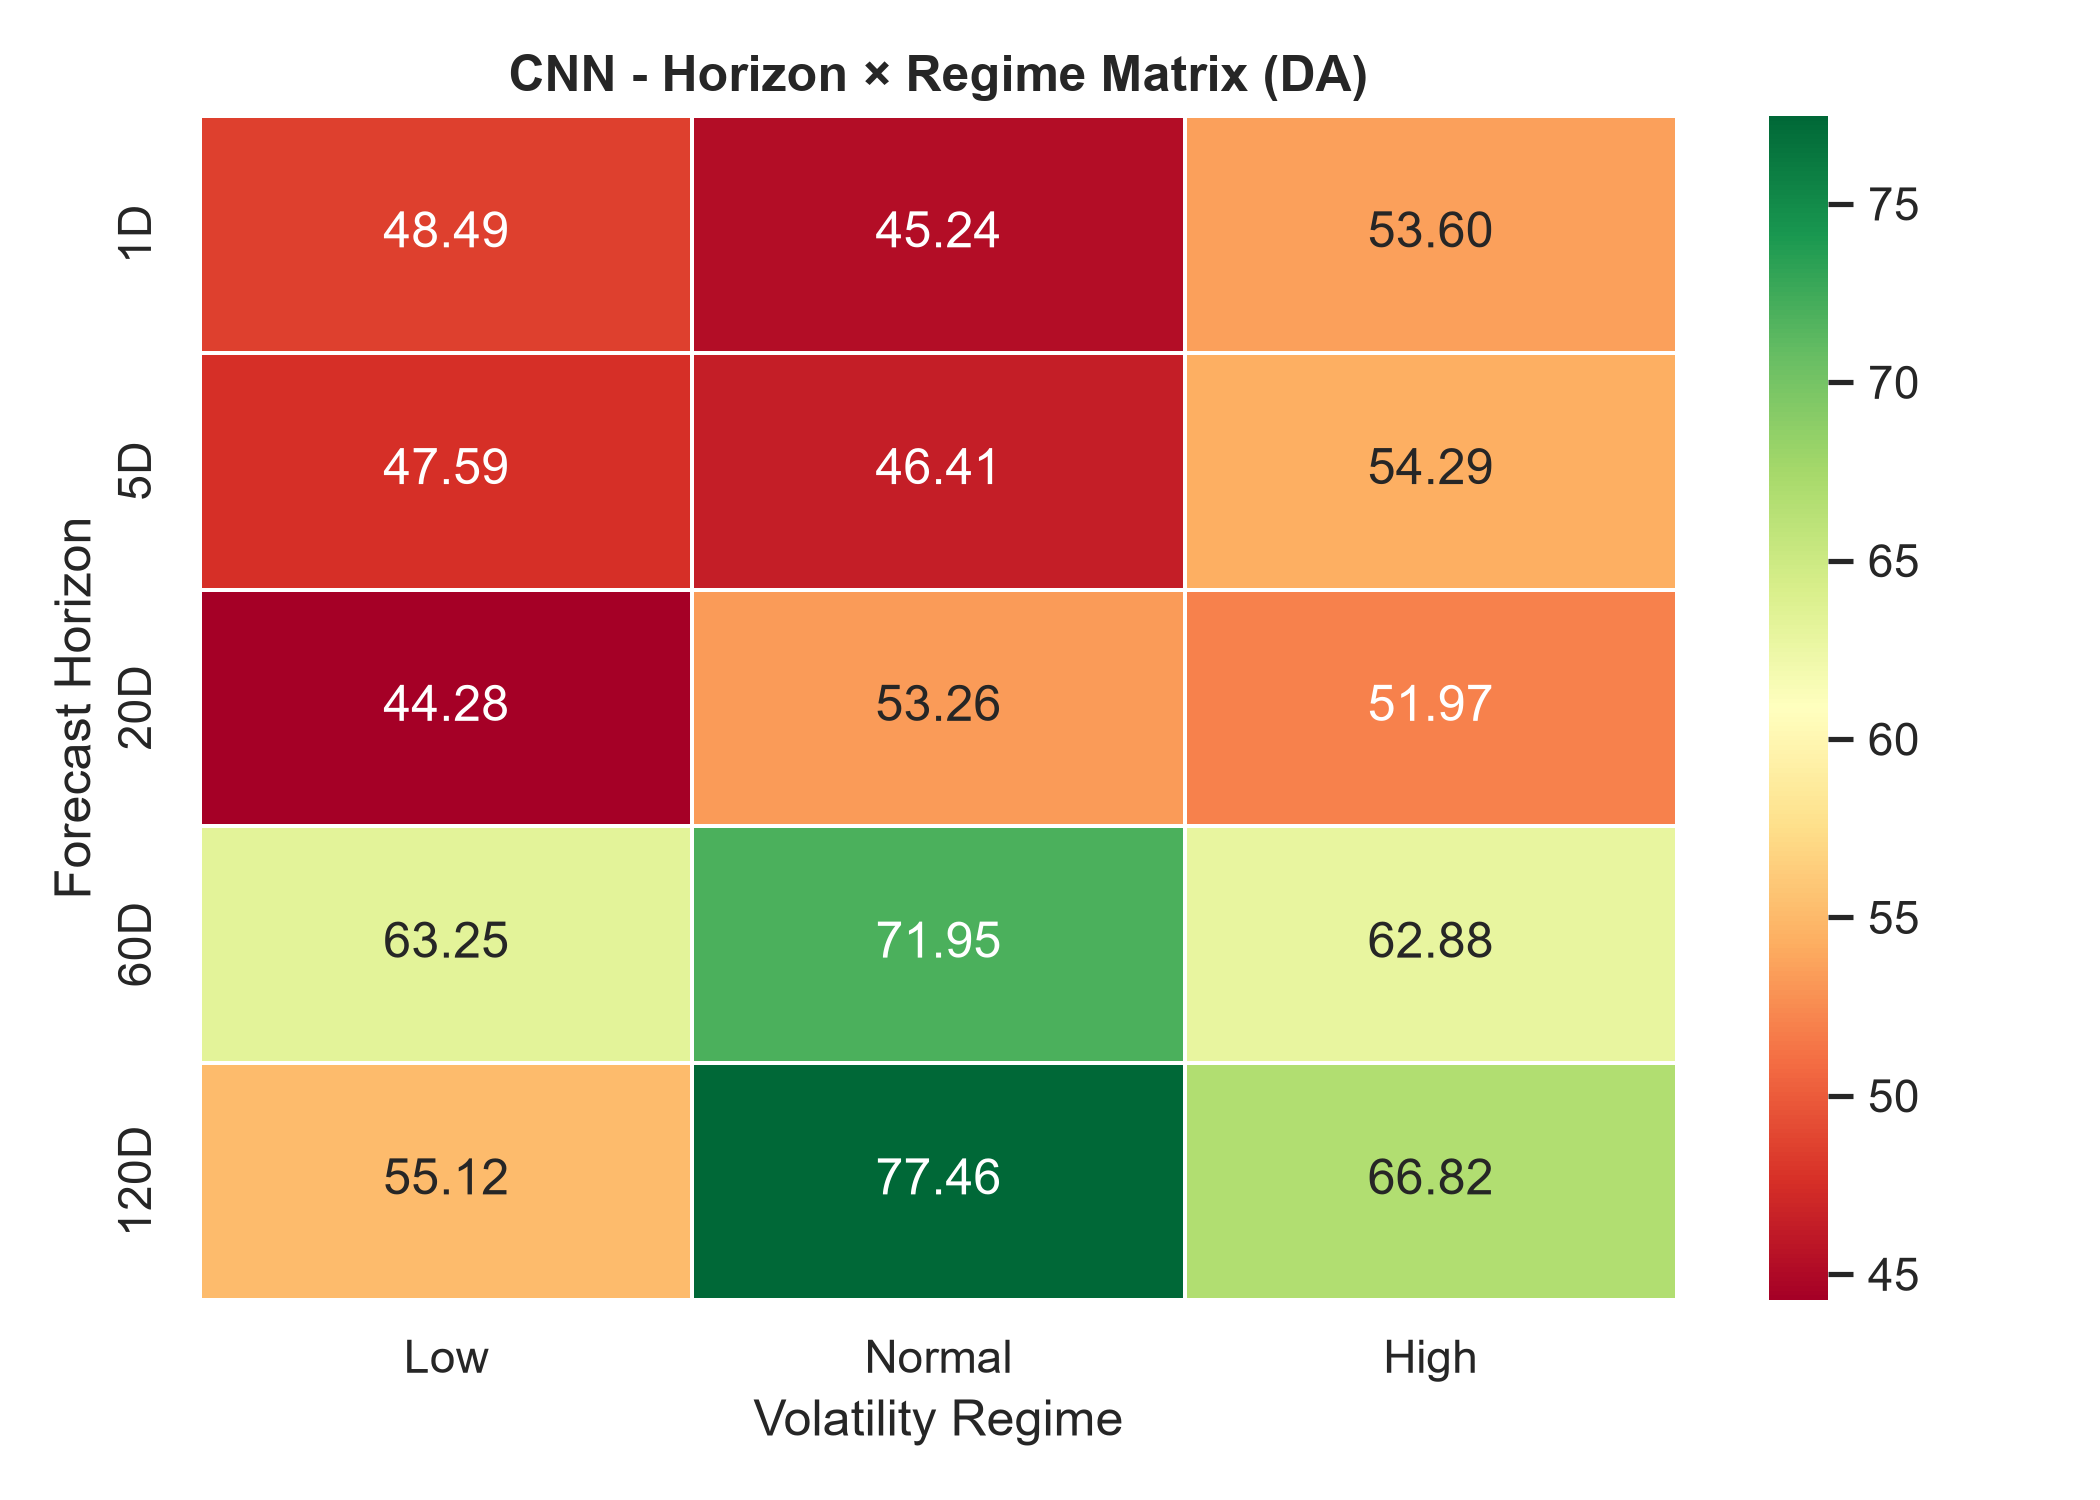 CNN - Horizon × Regime Matrix (DA)
Forecast Horizon
1D 48.49 45.24 53.60
5D 47.59 46.41 54.29
20D 44.28 53.26 51.97
60D 63.25 71.95 62.88
120D 55.12 77.46 66.82
Low Normal High
Volatility Regime
75
70
65
60
55
50
45